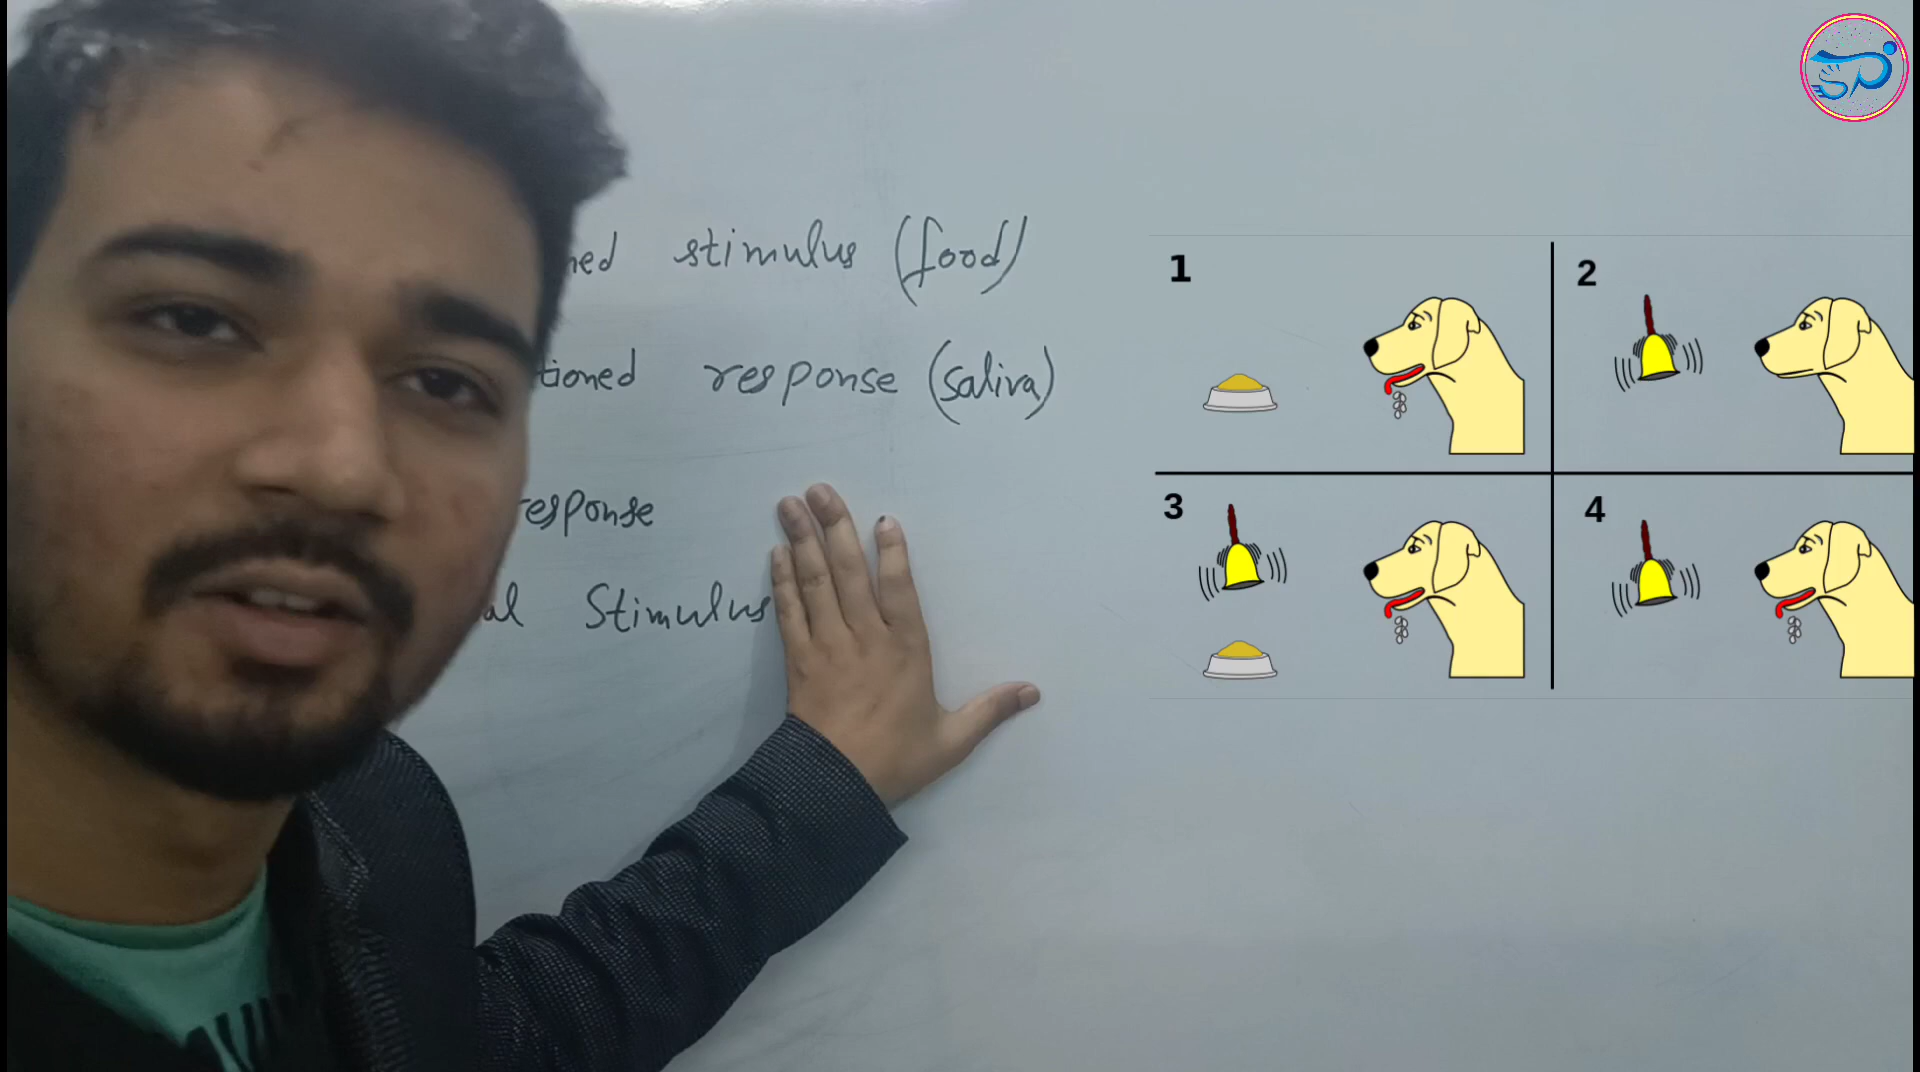 ned stimulus (food)
tioned response (saliva)
response
al Stimulus
1
2
3
4